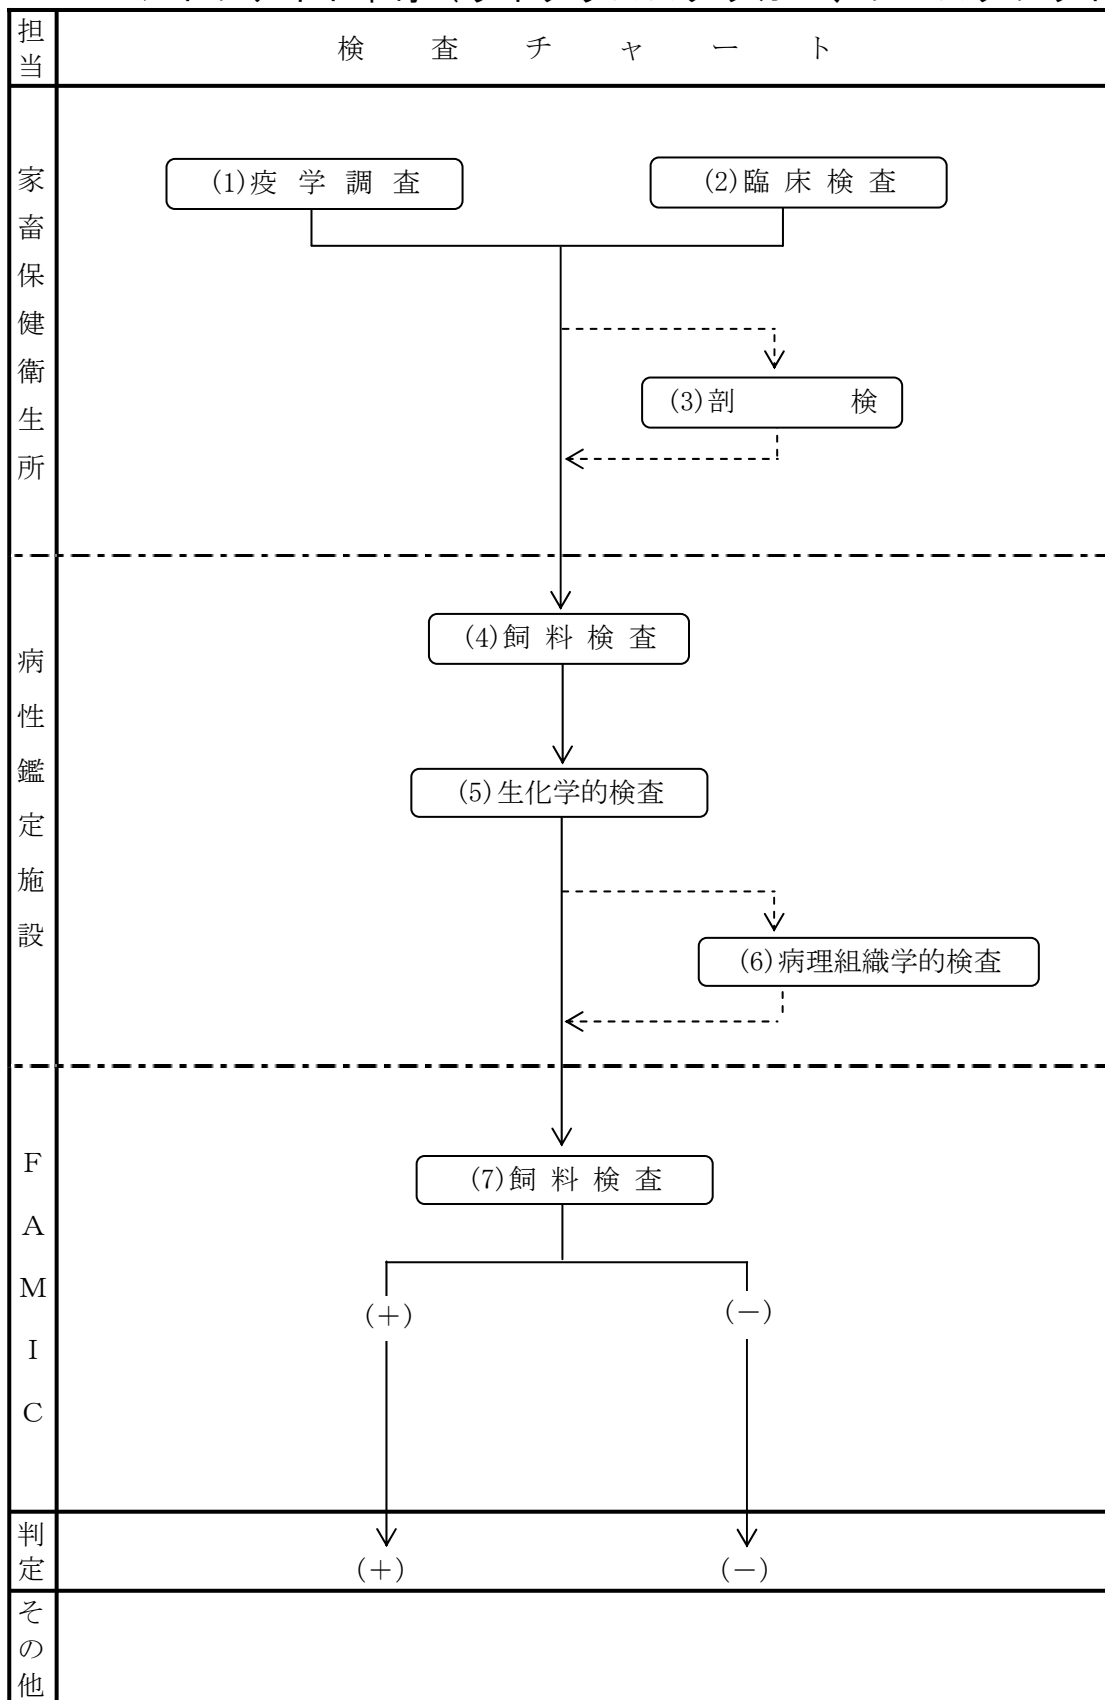 担当
検査チャート
家畜保健衛生所
(1)疫学調査
(2)臨床検査
(3)剖検
病性鑑定施設
(4)飼料検査
(5)生化学的検査
(6)病理組織学的検査
FAMIC
(7)飼料検査
(+)
(-)
判定
(+)
(-)
その他